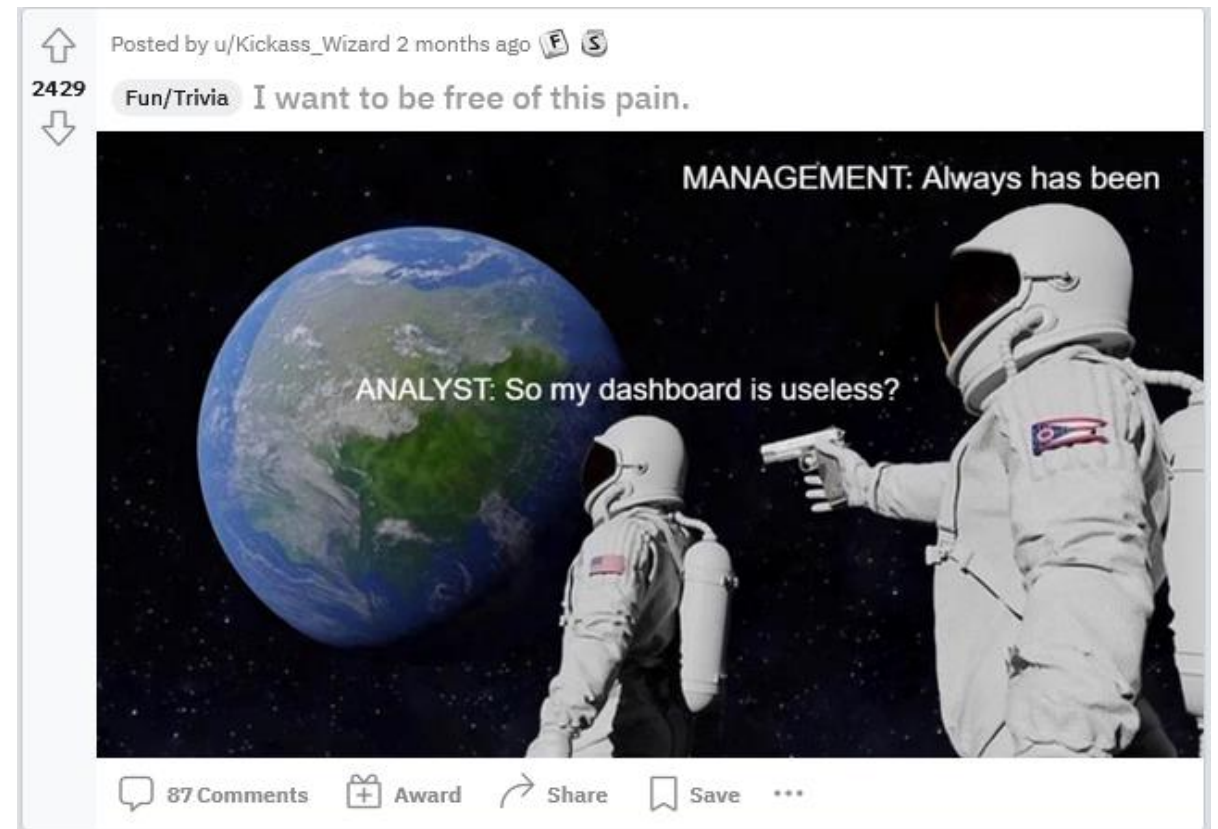 Posted by u/Kickass_Wizard 2 months ago F S
2429
Fun/Trivia I want to be free of this pain.
MANAGEMENT: Always has been
ANALYST: So my dashboard is useless?
87 Comments Award Share Save